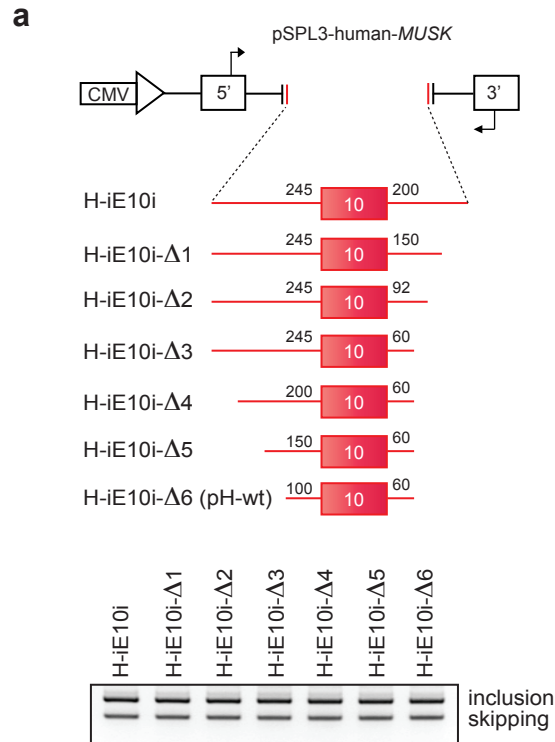 a
pSPL3-human-MUSK
CMV 5’ 3’
H-iE10i 245 10 200
H-iE10i-Δ1 245 10 150
H-iE10i-Δ2 245 10 92
H-iE10i-Δ3 245 10 60
H-iE10i-Δ4 200 10 60
H-iE10i-Δ5 150 10 60
H-iE10i-Δ6 (pH-wt) 100 10 60
H-iE10i
H-iE10i-Δ1
H-iE10i-Δ2
H-iE10i-Δ3
H-iE10i-Δ4
H-iE10i-Δ5
H-iE10i-Δ6
inclusion
skipping